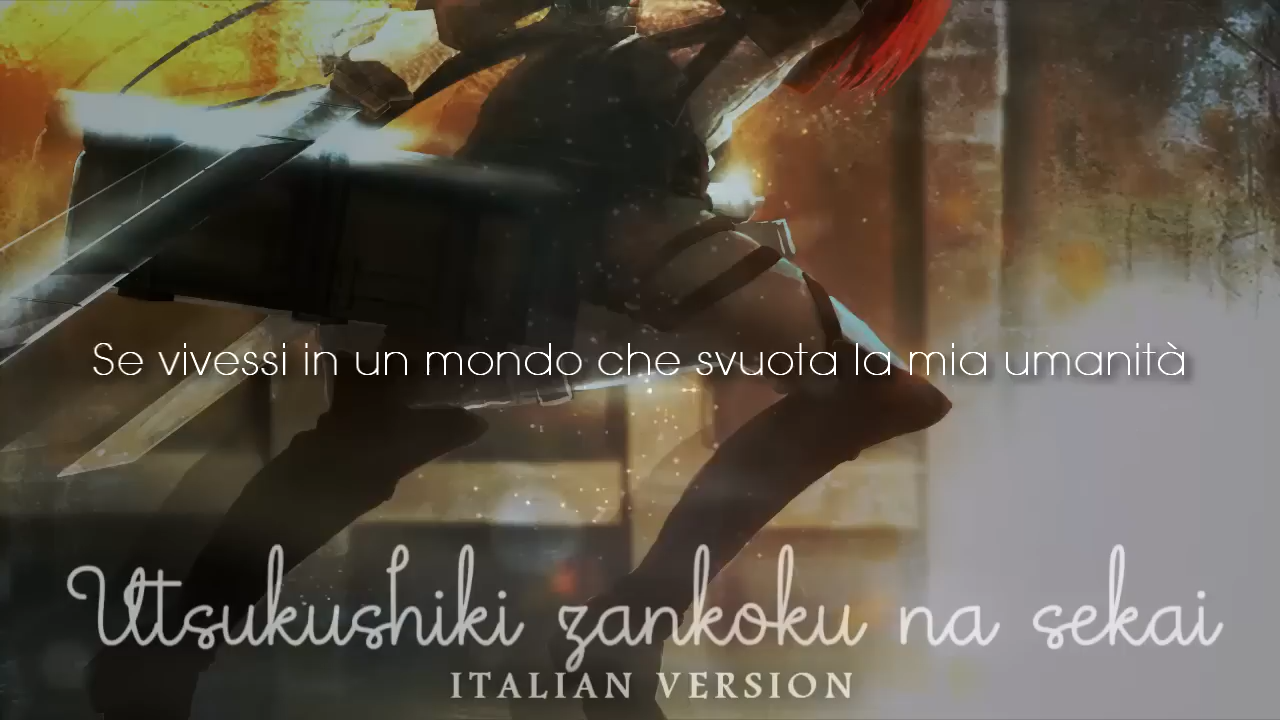 Se vivessi in un mondo che svuota la mia umanità
Utsukushiki zankoku na sekai
ITALIAN VERSION